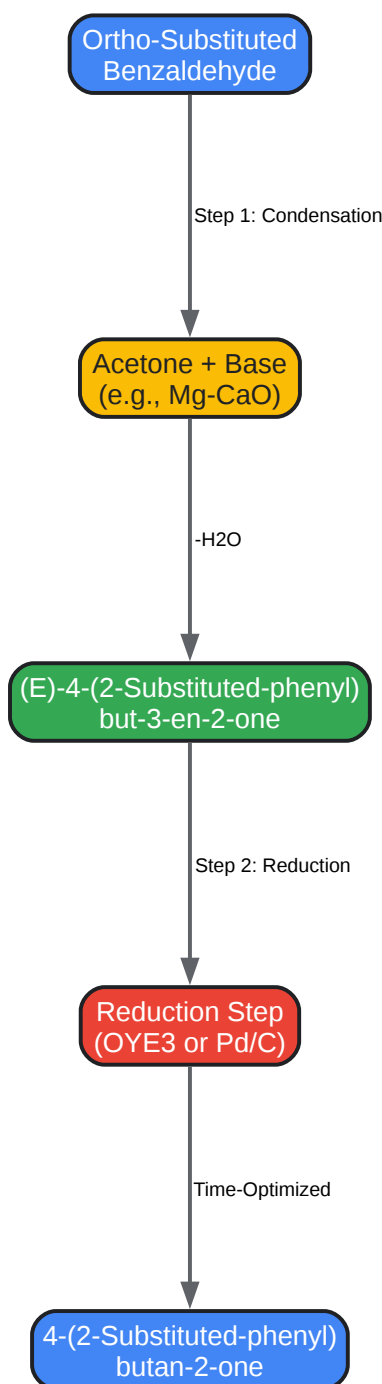 Ortho-Substituted
Benzaldehyde
Step 1: Condensation
Acetone + Base
(e.g., Mg-CaO)
-H2O
(E)-4-(2-Substituted-phenyl)
but-3-en-2-one
Step 2: Reduction
Reduction Step
(OYE3 or Pd/C)
Time-Optimized
4-(2-Substituted-phenyl)
butan-2-one